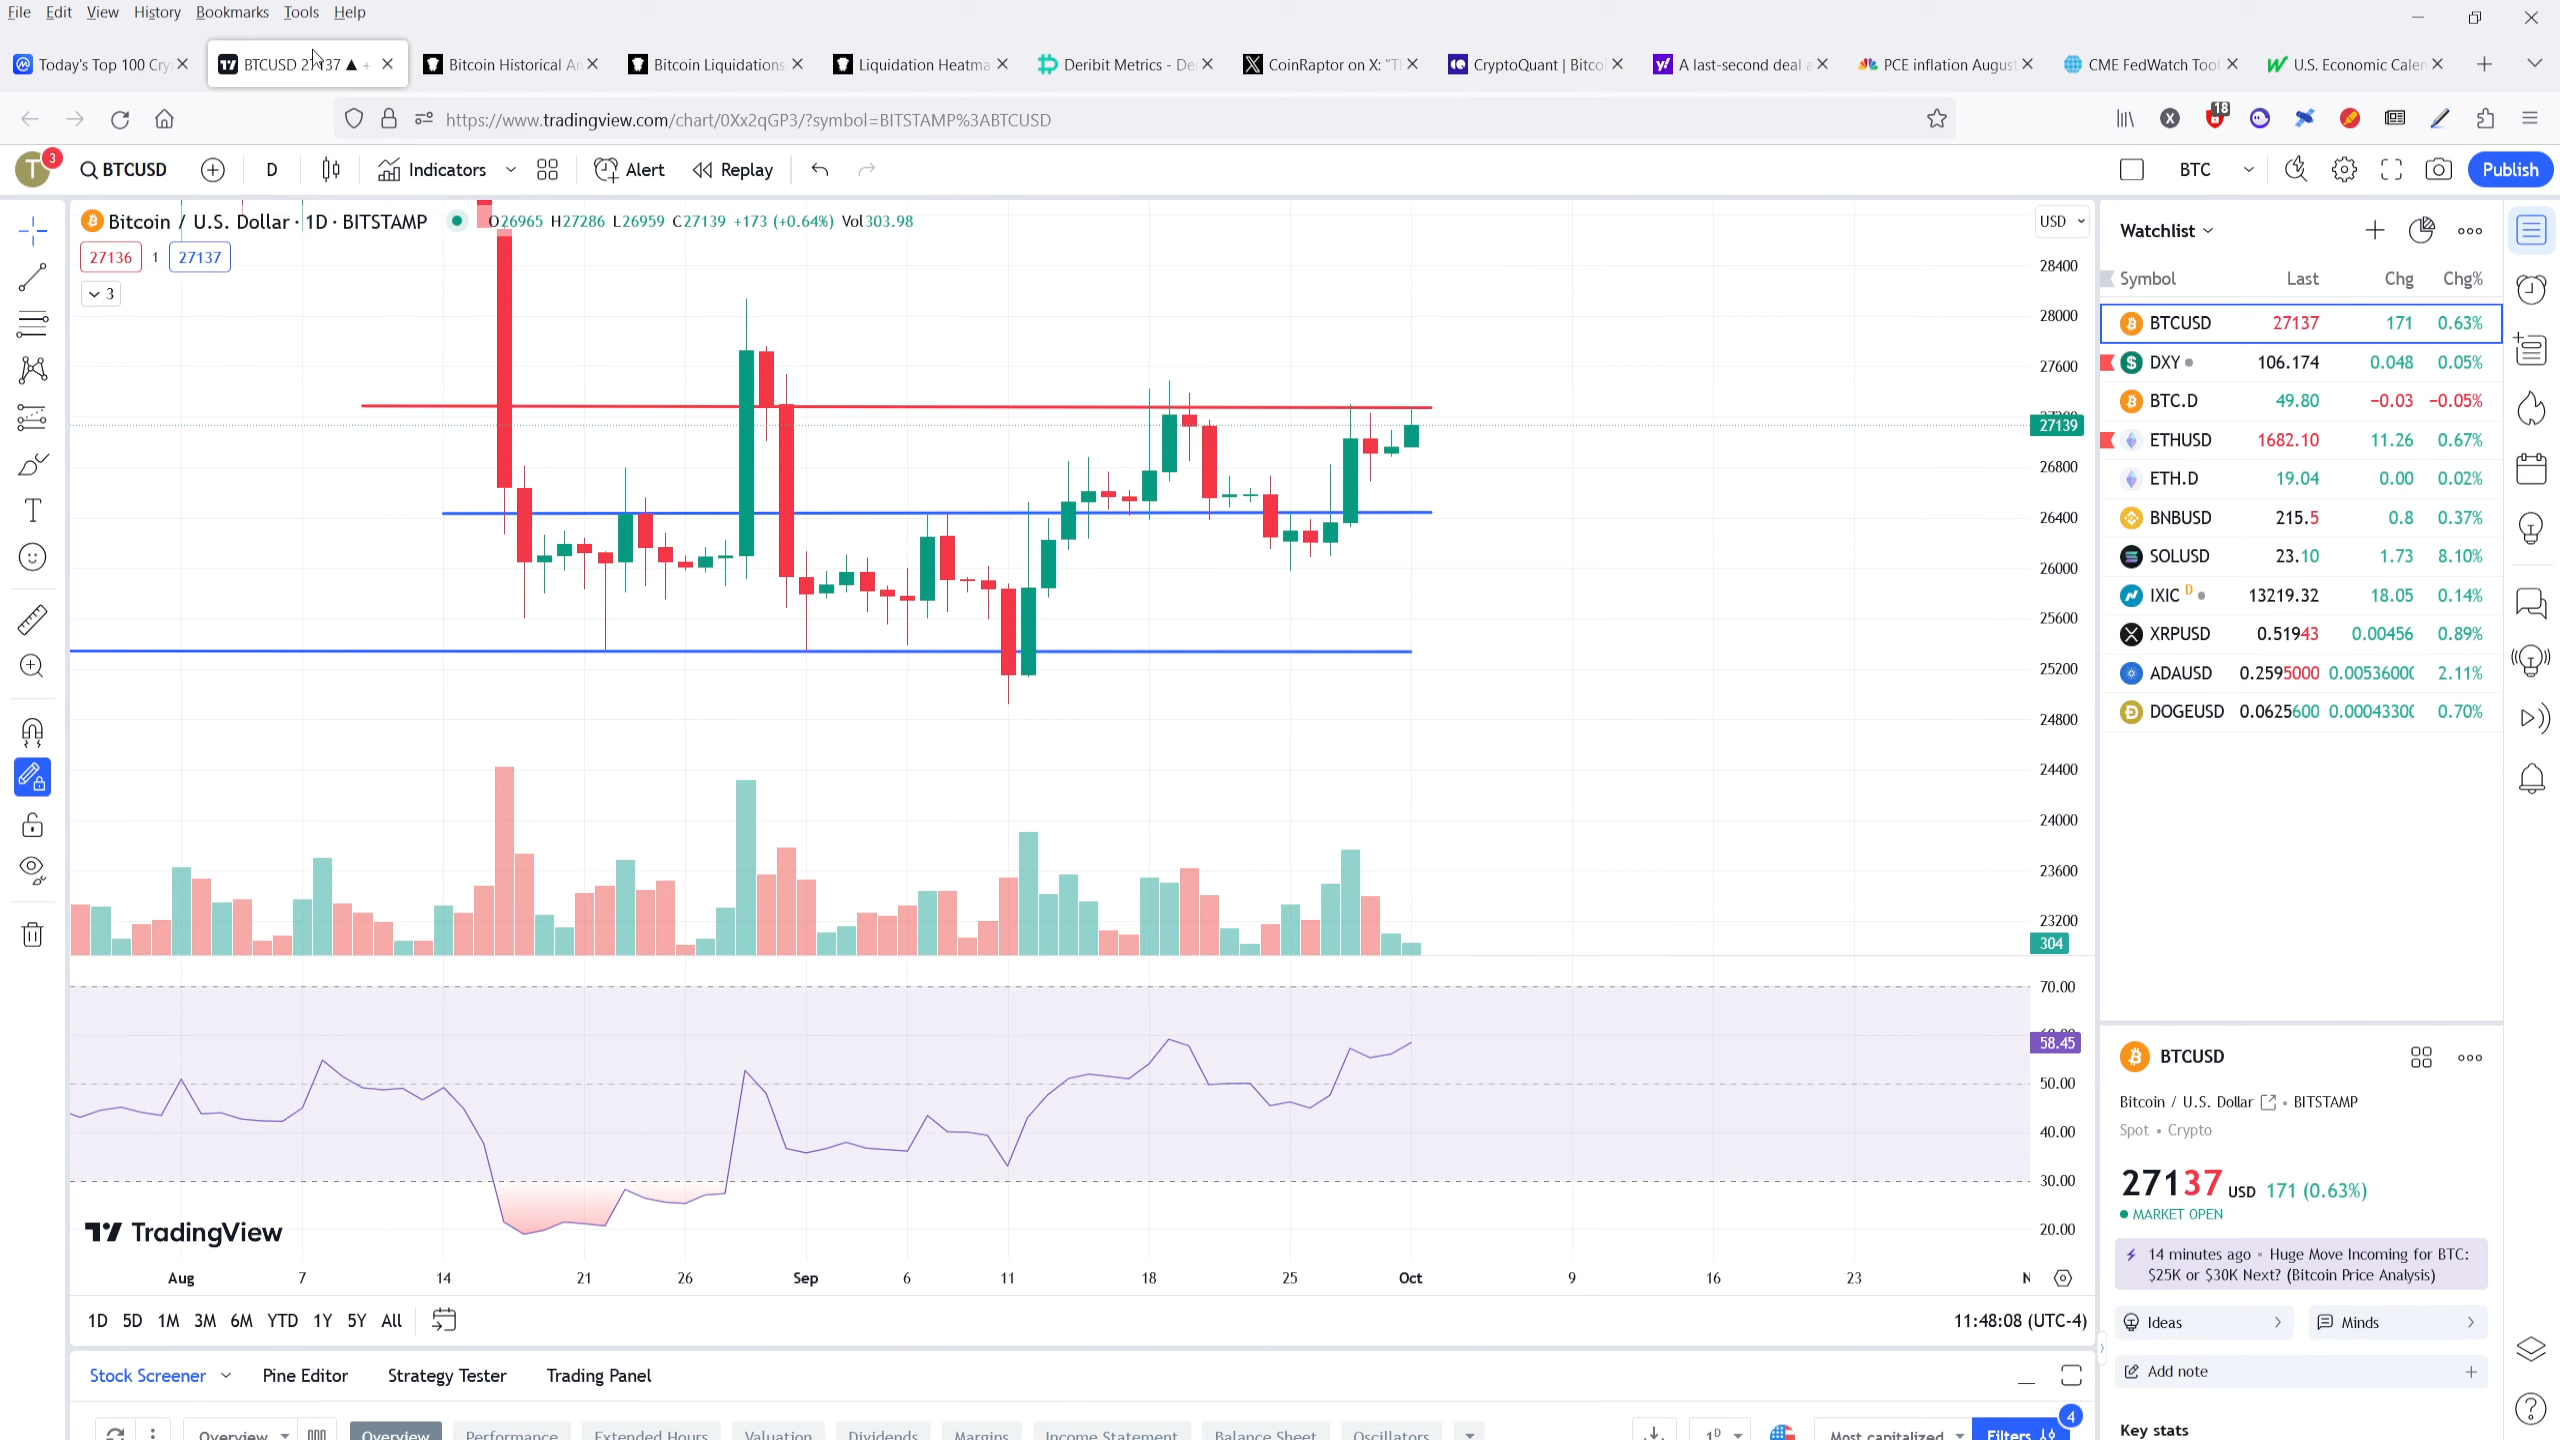 File Edit View History Bookmarks Tools Help
Today's Top 100 Cry BTCUSD 27137 ▲ + Bitcoin Historical An Bitcoin Liquidations Liquidation Heatma Deribit Metrics - De CoinRaptor on X: "T CryptoQuant | Bitco A last-second deal a PCE inflation August CME FedWatch Tool U.S. Economic Calen
https://www.tradingview.com/chart/0Xx2qGP3/?symbol=BITSTAMP%3ABTCUSD 18
T 3 BTCUSD D Indicators Alert Replay BTC Publish
Bitcoin / U.S. Dollar · 1D · BITSTAMP O26965 H27286 L26959 C27139 +173 (+0.64%) Vol303.98 USD
27136 1 27137
3
28400
28000
27600
27139
26800
26400
26000
25600
25200
24800
24400
24000
23600
23200
304
70.00
58.45
50.00
40.00
30.00
20.00
TradingView
Aug 7 14 21 26 Sep 6 11 18 25 Oct 9 16 23 N
1D 5D 1M 3M 6M YTD 1Y 5Y All 11:48:08 (UTC-4)
Stock Screener Pine Editor Strategy Tester Trading Panel
Overview Overview Performance Extended Hours Valuation Dividends Margins Income Statement Balance Sheet Oscillators 1D Most capitalized Filters 4
Watchlist
Symbol Last Chg Chg%
BTCUSD 27137 171 0.63%
DXY 106.174 0.048 0.05%
BTC.D 49.80 −0.03 −0.05%
ETHUSD 1682.10 11.26 0.67%
ETH.D 19.04 0.00 0.02%
BNBUSD 215.5 0.8 0.37%
SOLUSD 23.10 1.73 8.10%
IXIC D 13219.32 18.05 0.14%
XRPUSD 0.51943 0.00456 0.89%
ADAUSD 0.2595000 0.0053600( 2.11%
DOGEUSD 0.0625600 0.0004330( 0.70%
BTCUSD
Bitcoin / U.S. Dollar • BITSTAMP
Spot • Crypto
27137 USD 171 (0.63%)
MARKET OPEN
14 minutes ago • Huge Move Incoming for BTC:
$25K or $30K Next? (Bitcoin Price Analysis)
Ideas Minds
Add note
Key stats